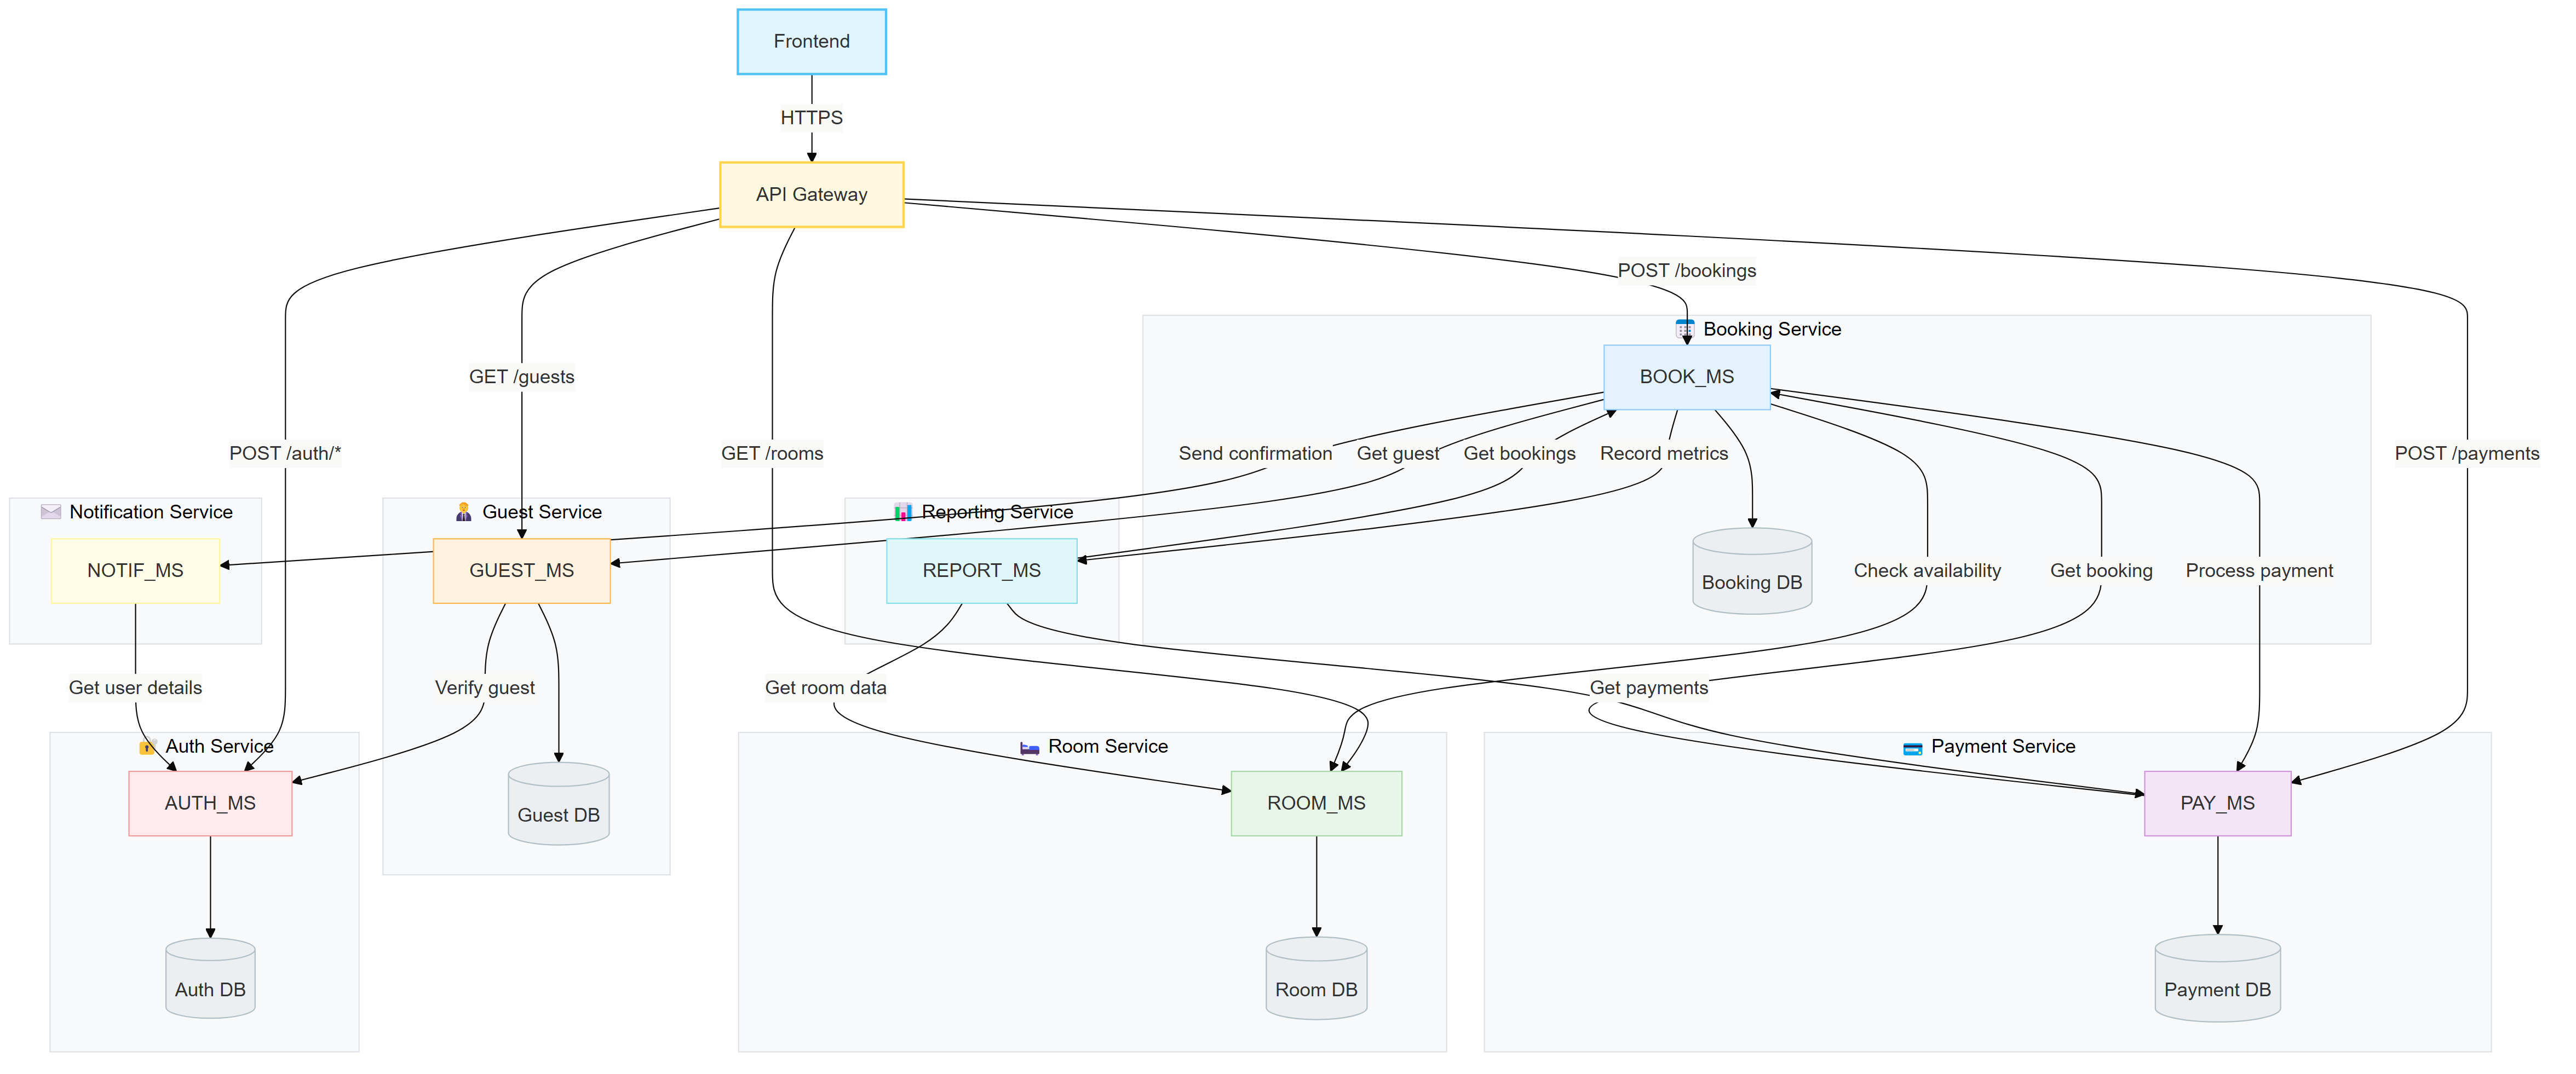 Frontend
HTTPS
API Gateway
POST /bookings
Booking Service
BOOK_MS
GET /guests
POST /auth/*
GET /rooms
Send confirmation
Get guest
Get bookings
Record metrics
POST /payments
Notification Service
Guest Service
Reporting Service
NOTIF_MS
GUEST_MS
REPORT_MS
Booking DB
Check availability
Get booking
Process payment
Get user details
Verify guest
Get room data
Get payments
Auth Service
Room Service
Payment Service
AUTH_MS
Guest DB
ROOM_MS
PAY_MS
Auth DB
Room DB
Payment DB